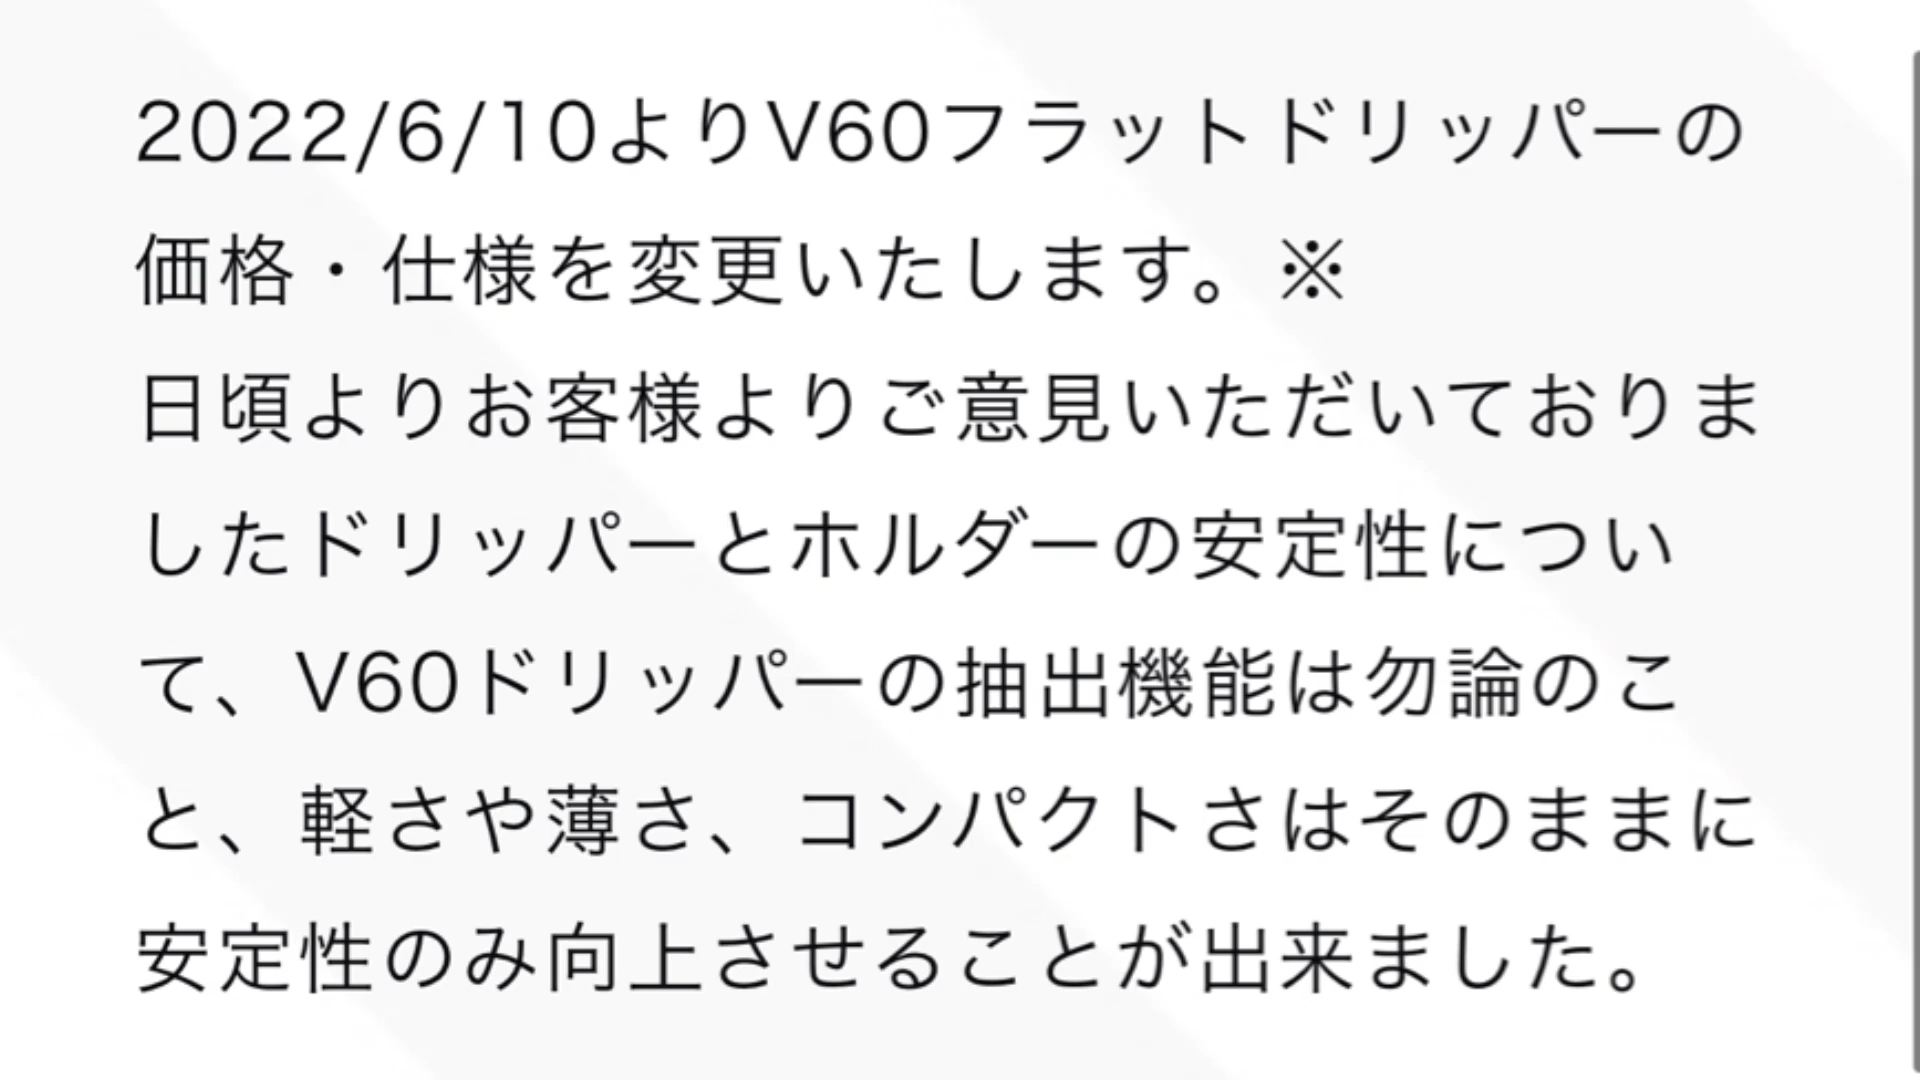 2022/6/10よりV60フラットドリッパーの
価格・仕様を変更いたします。※
日頃よりお客様よりご意見いただいておりま
したドリッパーとホルダーの安定性につい
て、V60ドリッパーの抽出機能は勿論のこ
と、軽さや薄さ、コンパクトさはそのままに
安定性のみ向上させることが出来ました。